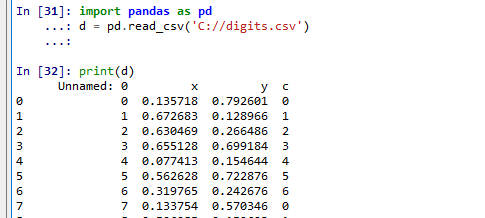 In [31]: import pandas as pd
    ...: d = pd.read_csv('C://digits.csv')
    ...:
In [32]: print(d)
      Unnamed: 0         x         y  c
0              0  0.135718  0.792601  0
1              1  0.672683  0.128966  1
2              2  0.630469  0.266486  2
3              3  0.655128  0.699184  3
4              4  0.077413  0.154644  4
5              5  0.562628  0.722876  5
6              6  0.319765  0.242676  6
7              7  0.133754  0.570346  0